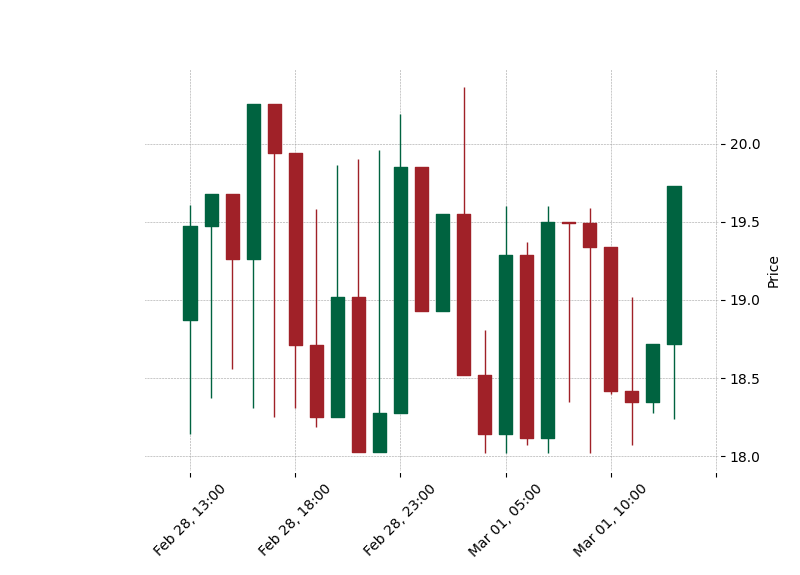 20.0
19.5
19.0
18.5
18.0
Price
Feb 28, 13:00
Feb 28, 18:00
Feb 28, 23:00
Mar 01, 05:00
Mar 01, 10:00